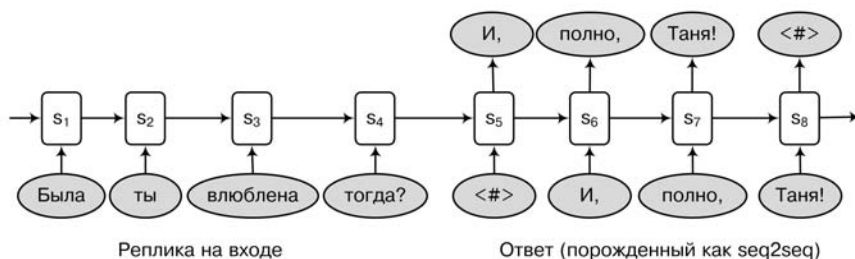 И, полно, Таня! <#>
s1 s2 s3 s4 s5 s6 s7 s8
Была ты влюблена тогда? <#> И, полно, Таня!
Реплика на входе Ответ (порожденный как seq2seq)